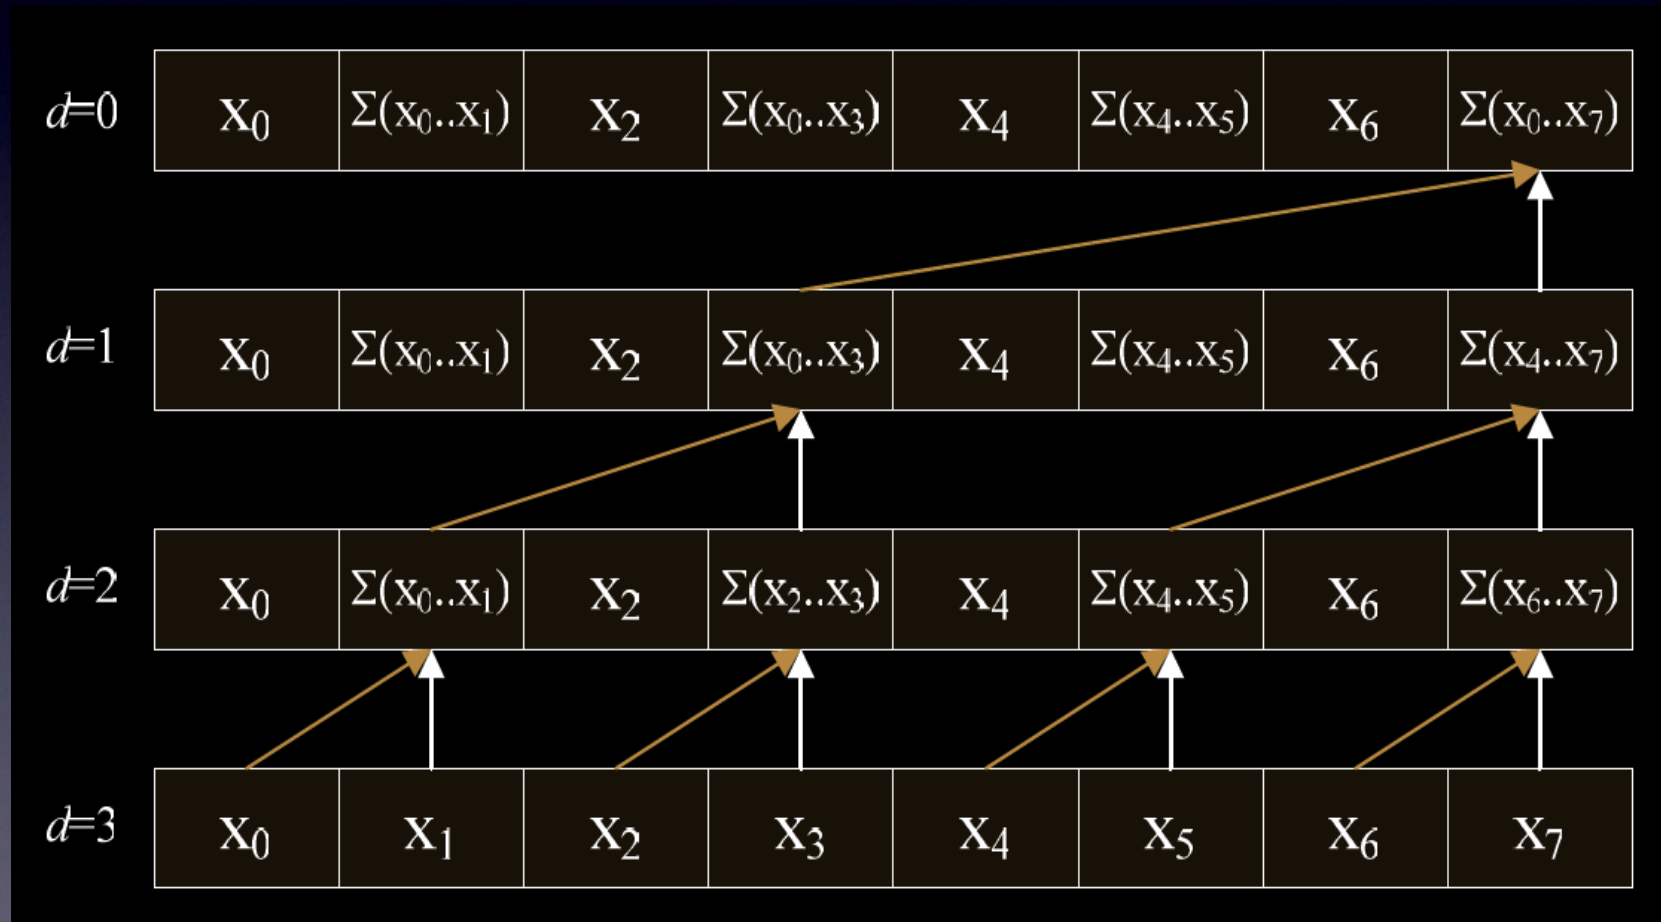 d=0 x₀ Σ(x₀..x₁) x₂ Σ(x₀..x₃) x₄ Σ(x₄..x₅) x₆ Σ(x₀..x₇)
d=1 x₀ Σ(x₀..x₁) x₂ Σ(x₀..x₃) x₄ Σ(x₄..x₅) x₆ Σ(x₄..x₇)
d=2 x₀ Σ(x₀..x₁) x₂ Σ(x₂..x₃) x₄ Σ(x₄..x₅) x₆ Σ(x₆..x₇)
d=3 x₀ x₁ x₂ x₃ x₄ x₅ x₆ x₇